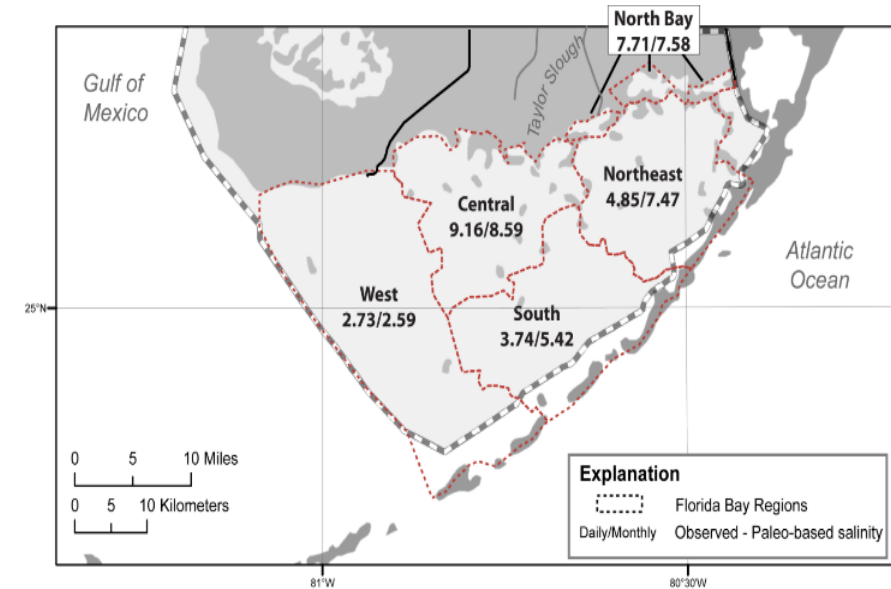 North Bay
7.71/7.58
Gulf of
Mexico
Taylor Slough
Northeast
4.85/7.47
Central
9.16/8.59
Atlantic
Ocean
West
2.73/2.59
25°N
South
3.74/5.42
0 5 10 Miles
0 5 10 Kilometers
Explanation
Florida Bay Regions
Daily/Monthly Observed - Paleo-based salinity
81°W
80°30'W